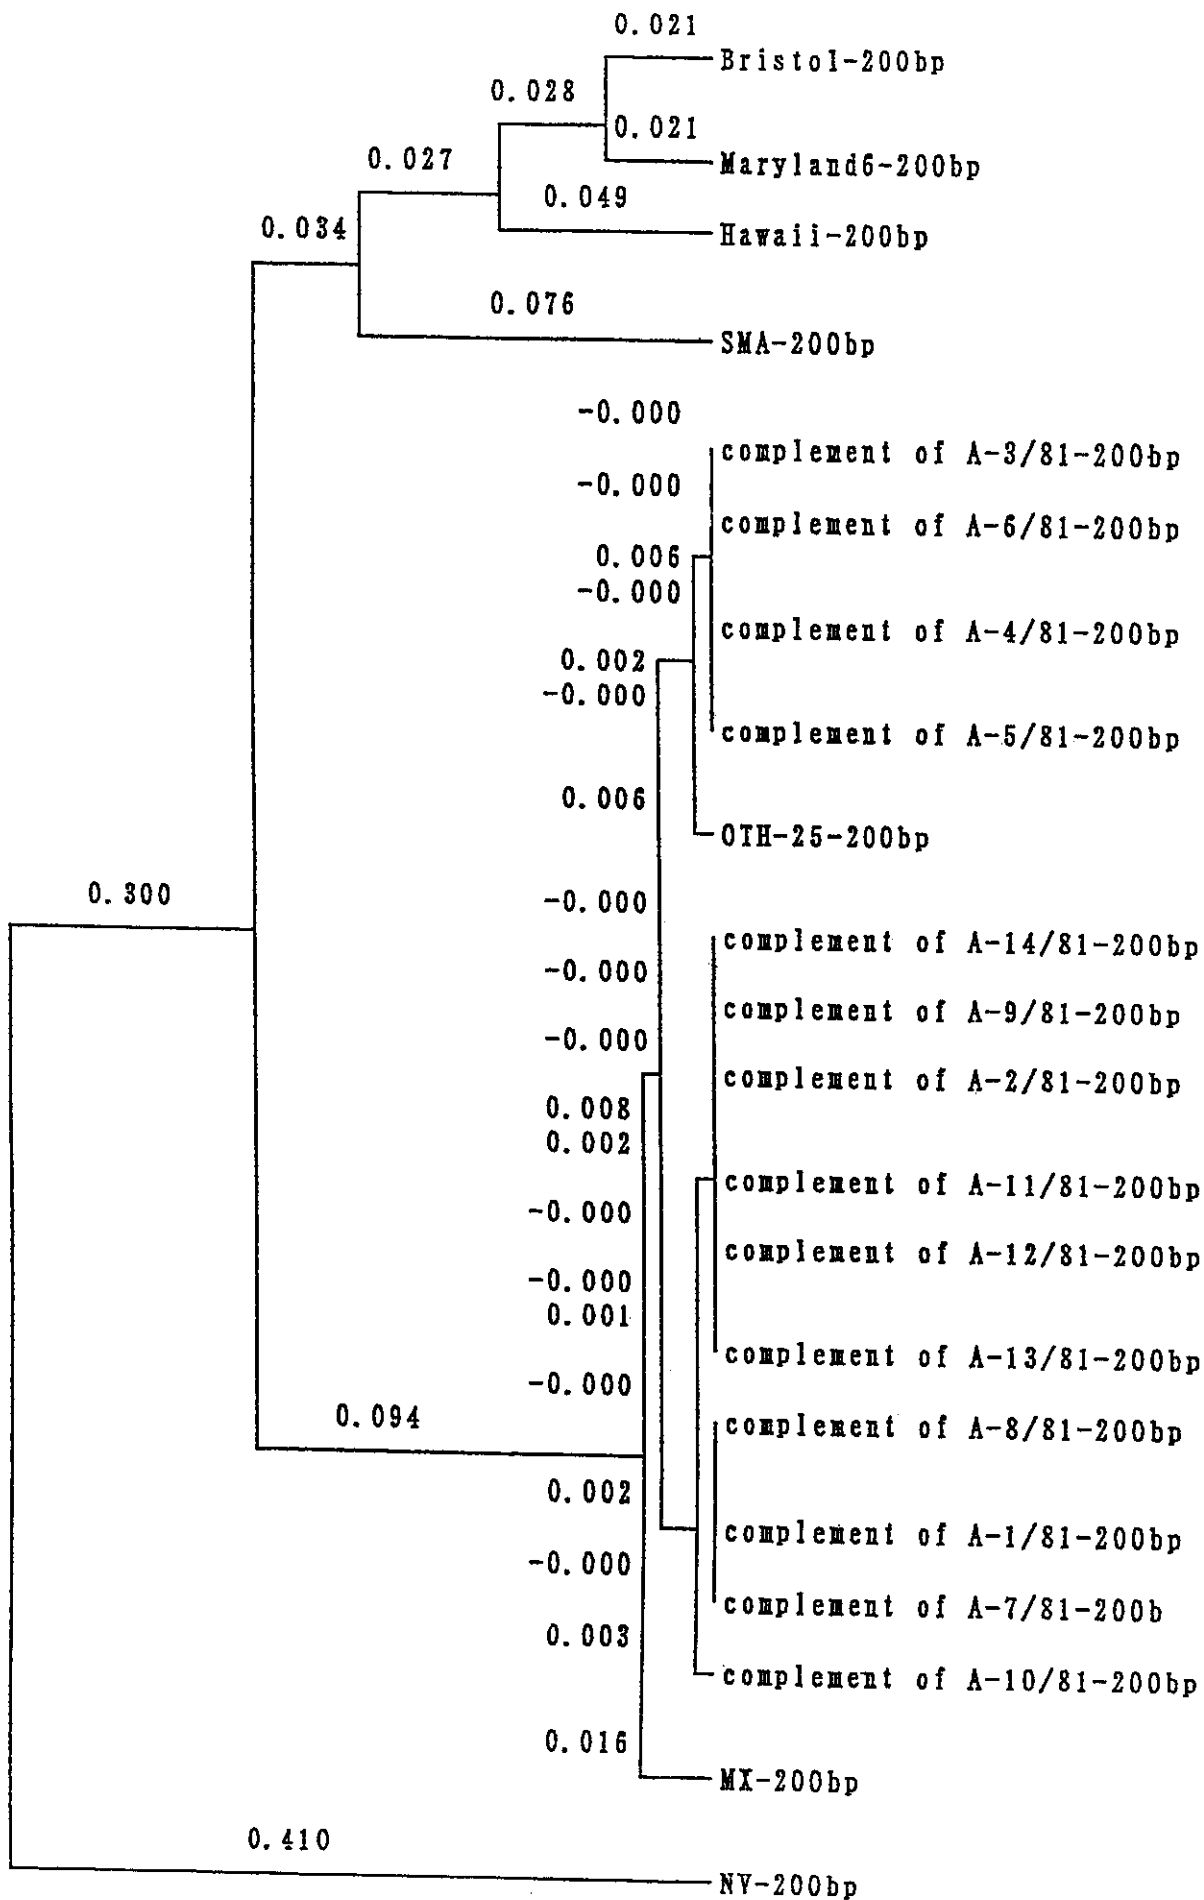 0.021
Bristol-200bp
0.028
0.021
0.027
Maryland6-200bp
0.049
0.034
Hawaii-200bp
0.076
SMA-200bp
-0.000
complement of A-3/81-200bp
-0.000
complement of A-6/81-200bp
0.006
-0.000
complement of A-4/81-200bp
0.002
-0.000
complement of A-5/81-200bp
0.006
OTH-25-200bp
0.300
-0.000
complement of A-14/81-200bp
-0.000
complement of A-9/81-200bp
-0.000
complement of A-2/81-200bp
0.008
0.002
complement of A-11/81-200bp
-0.000
complement of A-12/81-200bp
-0.000
0.001
complement of A-13/81-200bp
-0.000
0.094
complement of A-8/81-200bp
0.002
complement of A-1/81-200bp
-0.000
complement of A-7/81-200b
0.003
complement of A-10/81-200bp
0.016
MX-200bp
0.410
NV-200bp